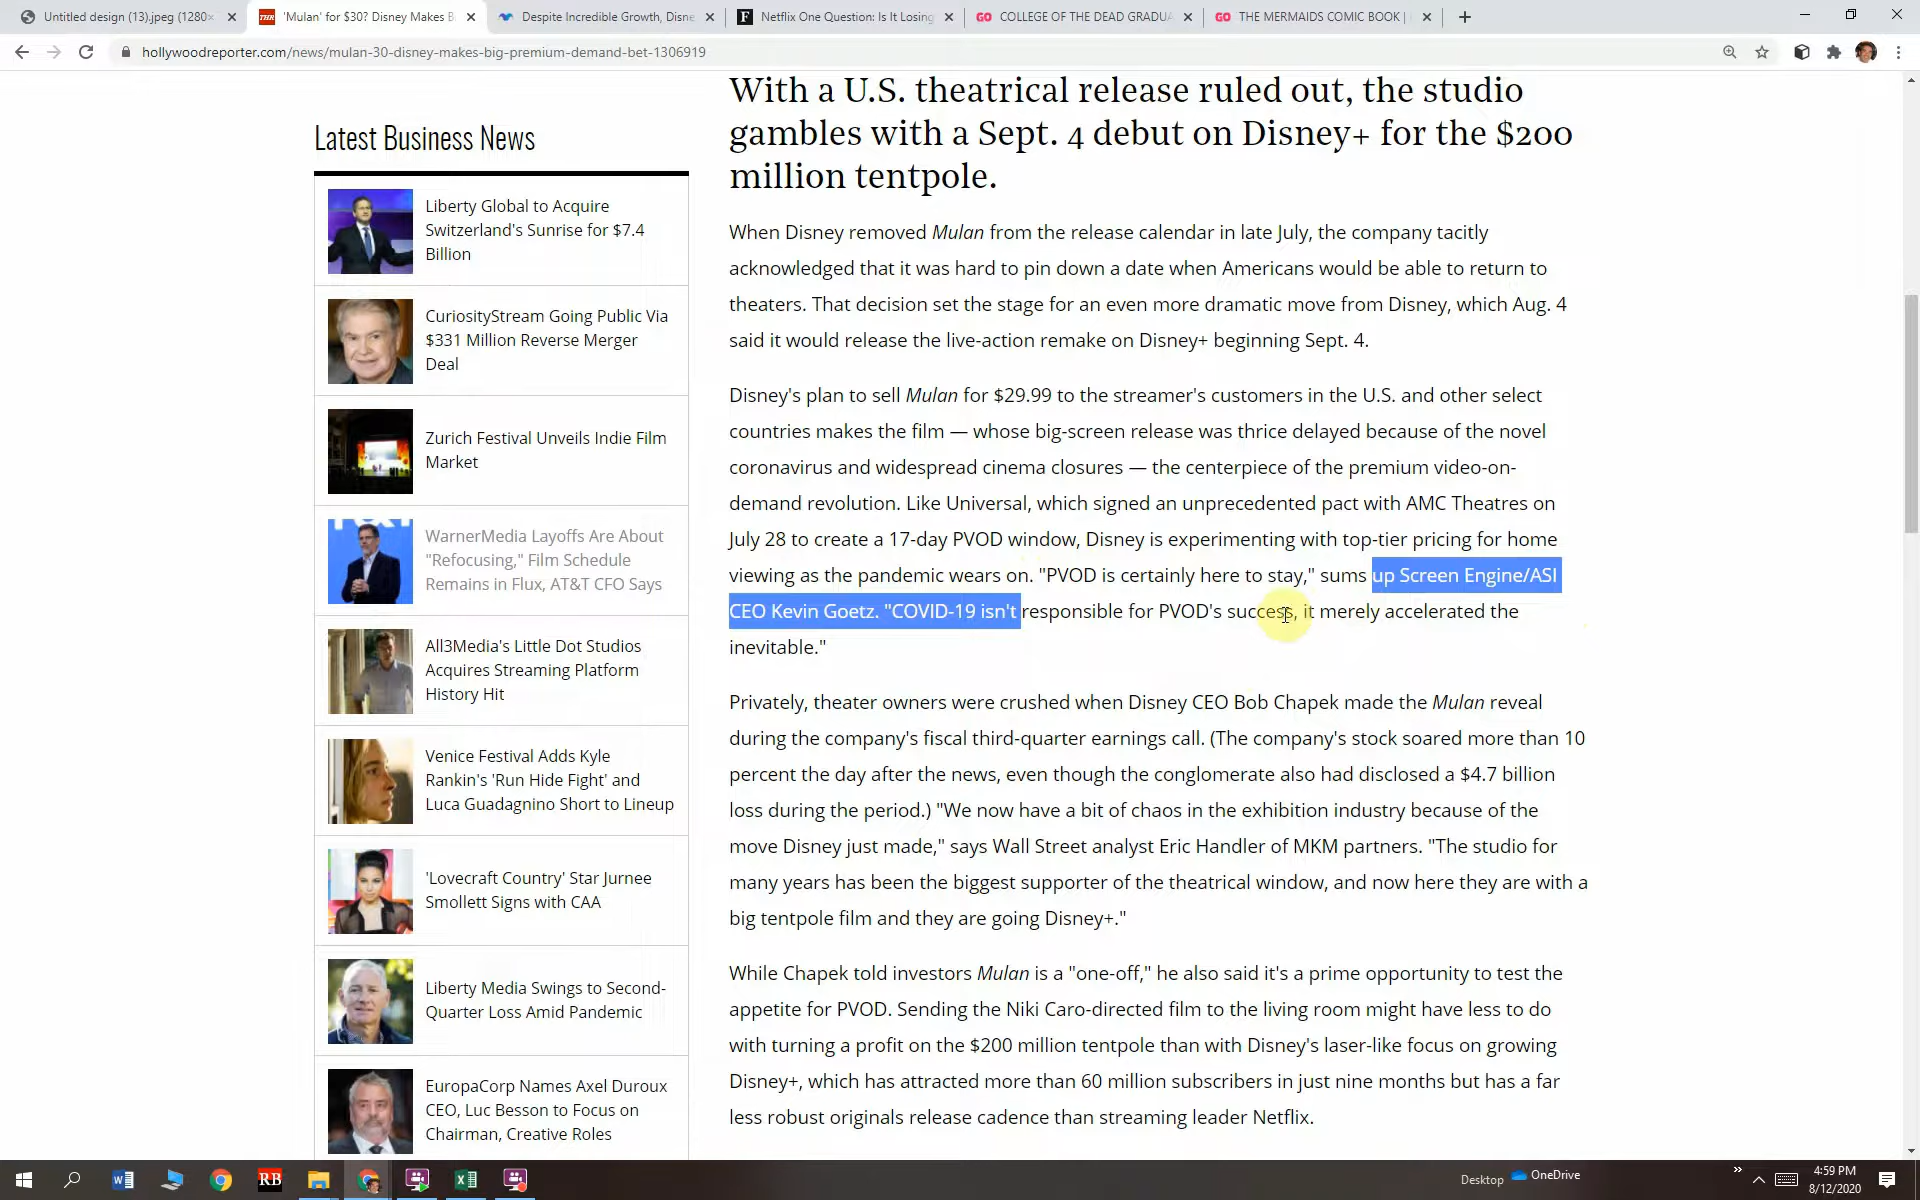 Untitled design (13).jpeg (1280×
'Mulan' for $30? Disney Makes B
Despite Incredible Growth, Disne
Netflix One Question: Is It Losing
COLLEGE OF THE DEAD GRADUA
THE MERMAIDS COMIC BOOK |
hollywoodreporter.com/news/mulan-30-disney-makes-big-premium-demand-bet-1306919
Latest Business News
Liberty Global to Acquire
Switzerland's Sunrise for $7.4
Billion
CuriosityStream Going Public Via
$331 Million Reverse Merger
Deal
Zurich Festival Unveils Indie Film
Market
WarnerMedia Layoffs Are About
"Refocusing," Film Schedule
Remains in Flux, AT&T CFO Says
All3Media's Little Dot Studios
Acquires Streaming Platform
History Hit
Venice Festival Adds Kyle
Rankin's 'Run Hide Fight' and
Luca Guadagnino Short to Lineup
'Lovecraft Country' Star Jurnee
Smollett Signs with CAA
Liberty Media Swings to Second-
Quarter Loss Amid Pandemic
EuropaCorp Names Axel Duroux
CEO, Luc Besson to Focus on
Chairman, Creative Roles
With a U.S. theatrical release ruled out, the studio
gambles with a Sept. 4 debut on Disney+ for the $200
million tentpole.
When Disney removed Mulan from the release calendar in late July, the company tacitly
acknowledged that it was hard to pin down a date when Americans would be able to return to
theaters. That decision set the stage for an even more dramatic move from Disney, which Aug. 4
said it would release the live-action remake on Disney+ beginning Sept. 4.
Disney's plan to sell Mulan for $29.99 to the streamer's customers in the U.S. and other select
countries makes the film — whose big-screen release was thrice delayed because of the novel
coronavirus and widespread cinema closures — the centerpiece of the premium video-on-
demand revolution. Like Universal, which signed an unprecedented pact with AMC Theatres on
July 28 to create a 17-day PVOD window, Disney is experimenting with top-tier pricing for home
viewing as the pandemic wears on. "PVOD is certainly here to stay," sums up Screen Engine/ASI
CEO Kevin Goetz. "COVID-19 isn't responsible for PVOD's success, it merely accelerated the
inevitable."
Privately, theater owners were crushed when Disney CEO Bob Chapek made the Mulan reveal
during the company's fiscal third-quarter earnings call. (The company's stock soared more than 10
percent the day after the news, even though the conglomerate also had disclosed a $4.7 billion
loss during the period.) "We now have a bit of chaos in the exhibition industry because of the
move Disney just made," says Wall Street analyst Eric Handler of MKM partners. "The studio for
many years has been the biggest supporter of the theatrical window, and now here they are with a
big tentpole film and they are going Disney+."
While Chapek told investors Mulan is a "one-off," he also said it's a prime opportunity to test the
appetite for PVOD. Sending the Niki Caro-directed film to the living room might have less to do
with turning a profit on the $200 million tentpole than with Disney's laser-like focus on growing
Disney+, which has attracted more than 60 million subscribers in just nine months but has a far
less robust originals release cadence than streaming leader Netflix.
RB
Desktop
OneDrive
4:59 PM
8/12/2020